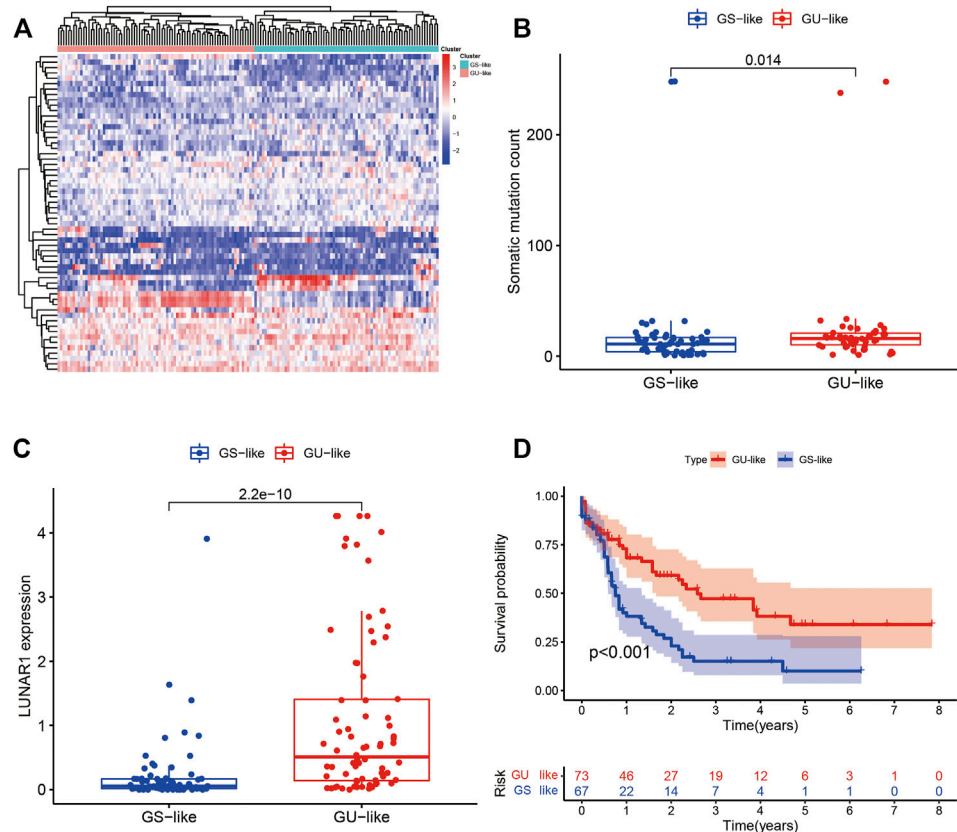 A
Cluster
3
2
1
0
−1
−2
Cluster
GS−like
GU−like
B
GS−like GU−like
0.014
Somatic mutation count
200
100
0
GS−like GU−like
C
GS−like GU−like
2.2e−10
LUNAR1 expression
4
3
2
1
0
GS−like GU−like
D
Type GU−like GS−like
Survival probability
1.00
0.75
0.50
0.25
0.00
p<0.001
0 1 2 3 4 5 6 7 8
Time(years)
Risk
GU like 73 46 27 19 12 6 3 1 0
GS like 67 22 14 7 4 1 1 0 0
0 1 2 3 4 5 6 7 8
Time(years)